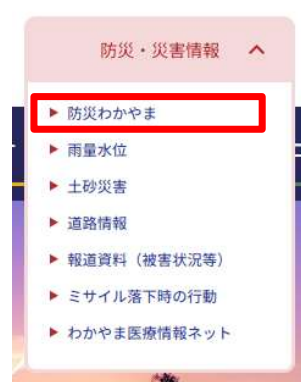 防災・災害情報
防災わかやま
雨量水位
土砂災害
道路情報
報道資料（被害状況等）
ミサイル落下時の行動
わかやま医療情報ネット